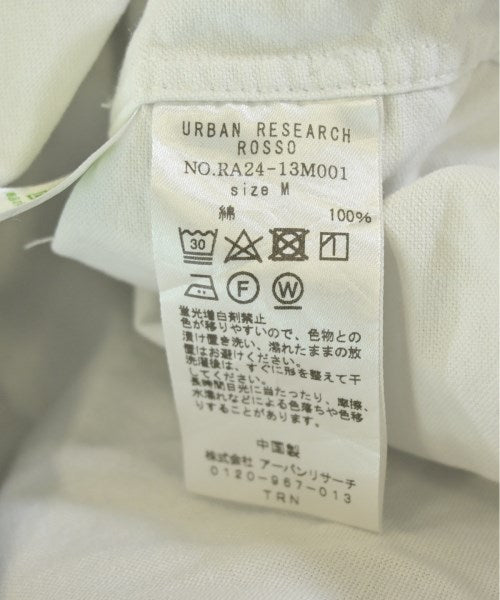 URBAN RESEARCH
ROSSO
NO.RA24-13M001
size M
綿 100%
30
F W
蛍光増白剤禁止
色が移りやすいので、色物との
漬け置き洗い、濡れたままの放
置はお避けください。
洗濯後は、すぐに形を整えて干
してください。
長時間日光に当たったり、摩擦、
水濡れなどによる色落ちや色移
りすることがあります。
中国製
株式会社 アーバンリサーチ
0120-967-013
TRN